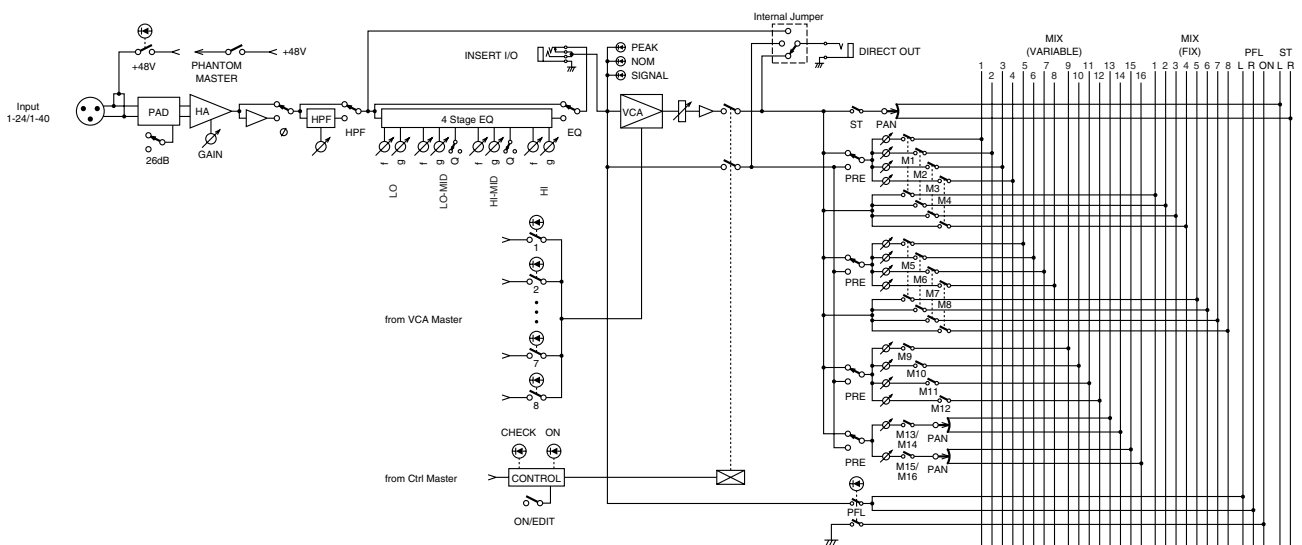 Internal Jumper
INSERT I/O
PEAK
NOM
SIGNAL
DIRECT OUT
MIX
(VARIABLE)
MIX
(FIX)
PFL
ST
1 2 3 4 5 6 7 8 9 10 11 12 13 14 15 16
1 2 3 4 5 6 7 8
L R ON
L R
+48V
PHANTOM
MASTER
+48V
Input
1-24/1-40
PAD
26dB
HA
GAIN
Ø
HPF
HPF
4 Stage EQ
EQ
f g f g Q f g Q f g
LO
LO-MID
HI-MID
HI
VCA
ST
PAN
PRE
M1
M2
M3
M4
PRE
M5
M6
M7
M8
PRE
M9
M10
M11
M12
PRE
M13/
M14
PAN
M15/
M16
PAN
1
2
from VCA Master
7
8
CHECK ON
from Ctrl Master
CONTROL
ON/EDIT
PFL